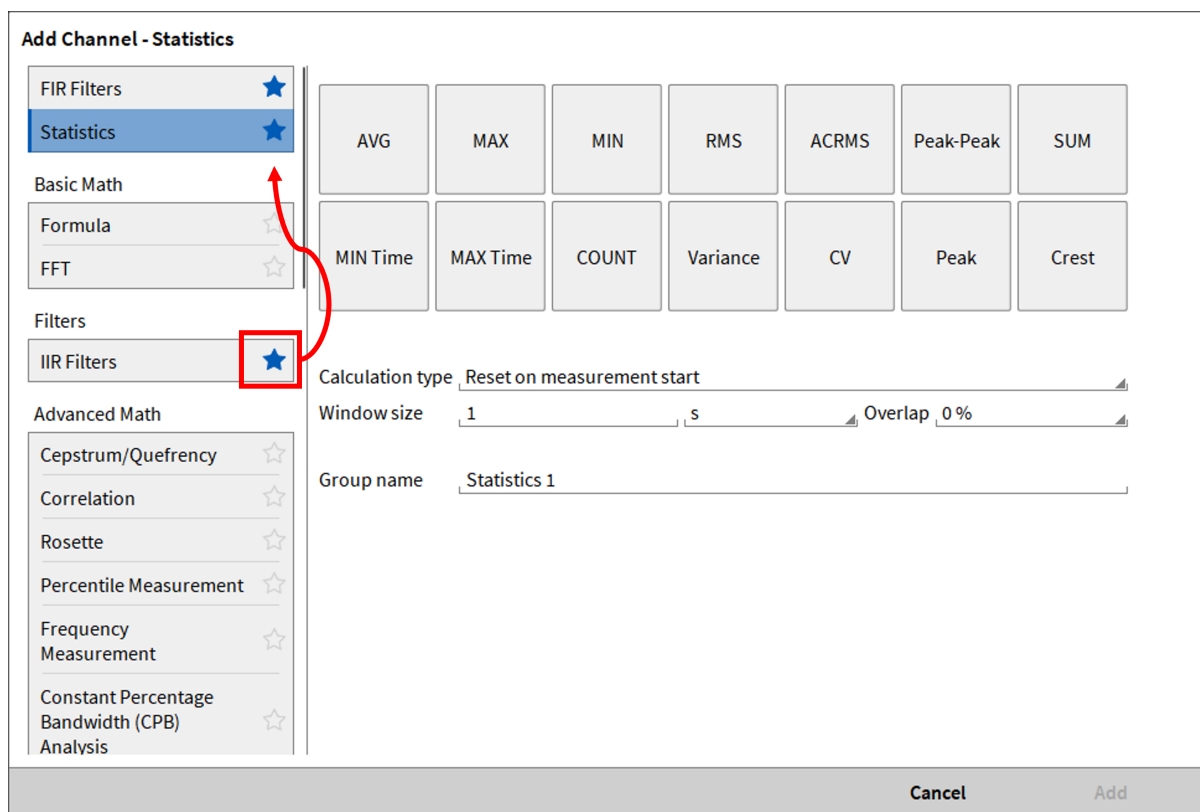 Add Channel - Statistics
FIR Filters
Statistics
Basic Math
Formula
FFT
Filters
IIR Filters
Advanced Math
Cepstrum/Quefrency
Correlation
Rosette
Percentile Measurement
Frequency
Measurement
Constant Percentage
Bandwidth (CPB)
Analysis
AVG MAX MIN RMS ACRMS Peak-Peak SUM
MIN Time MAX Time COUNT Variance CV Peak Crest
Calculation type Reset on measurement start
Window size 1 s Overlap 0 %
Group name Statistics 1
Cancel Add